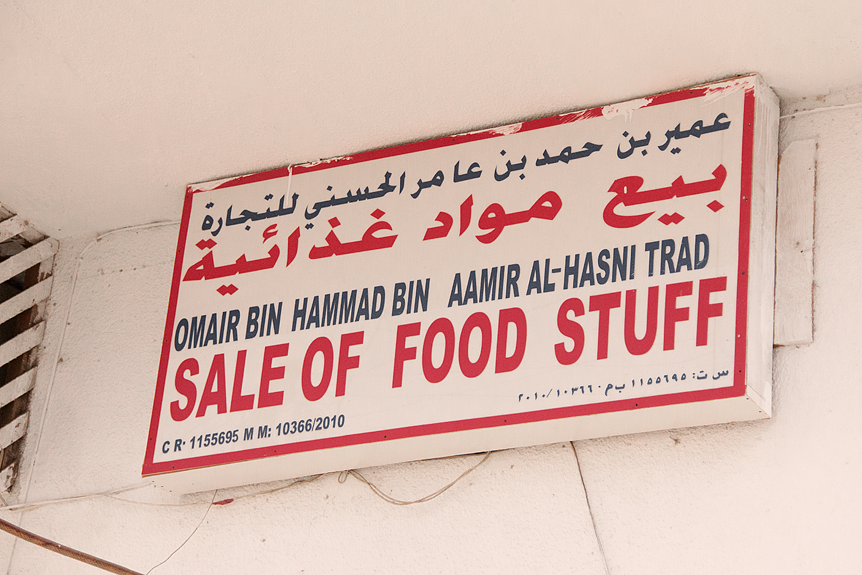 عمير بن حمد بن عامر الحسني للتجارة
بيع مواد غذائية
OMAIR BIN HAMMAD BIN AAMIR AL-HASNI TRAD
SALE OF FOOD STUFF
C R: 1155695 M M: 10366/2010
س ت: ١١٥٥٦٩٥ ب م ٢٠١٠/١٠٣٦٦٠